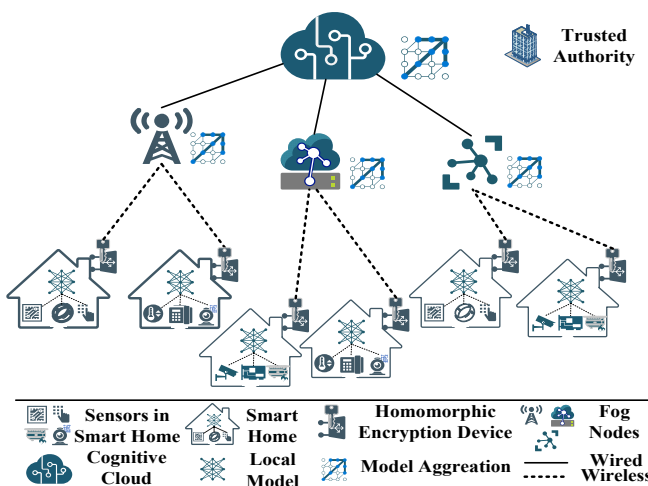 Trusted
Authority
Sensors in
Smart Home
Smart
Home
Homomorphic
Encryption Device
Fog
Nodes
Cognitive
Cloud
Local
Model
Model Aggreation
Wired
Wireless